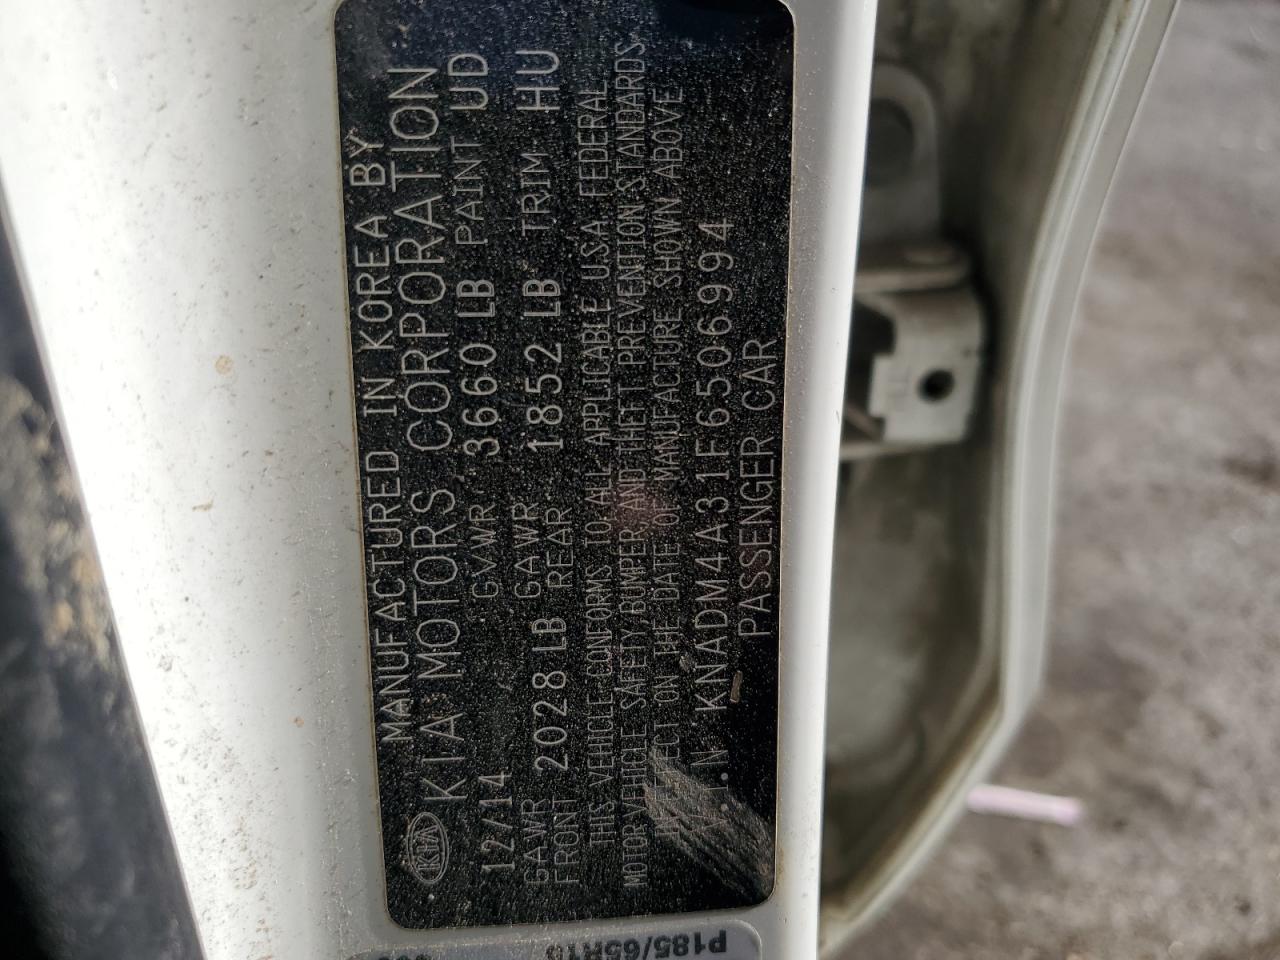 MANUFACTURED IN KOREA BY
KIA KIA MOTORS CORPORATION
12/14 GVWR 3660 LB PAINT UD
GAWR FRONT 2028 LB GAWR REAR 1852 LB TRIM HU
THIS VEHICLE CONFORMS TO ALL APPLICABLE U.S.A. FEDERAL
MOTOR VEHICLE SAFETY, BUMPER, AND THEFT PREVENTION STANDARDS
ON THE DATE OF MANUFACTURE SHOWN ABOVE
KNADM4A31F6506994
PASSENGER CAR
P185/65R15